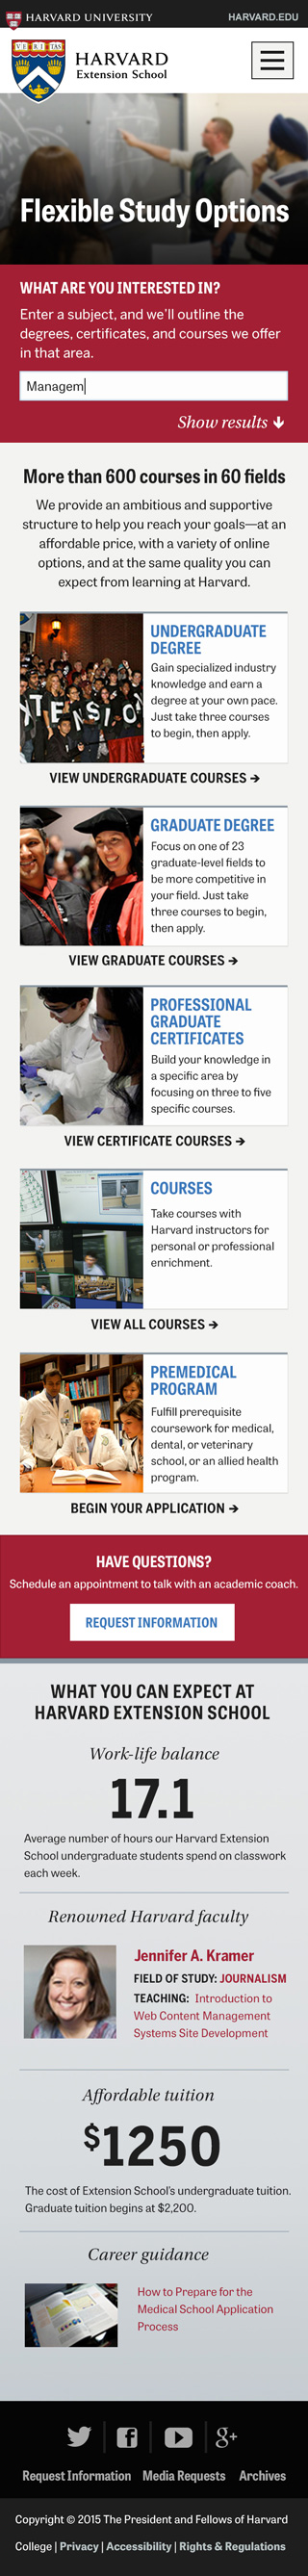 HARVARD UNIVERSITY
HARVARD.EDU
VE RI TAS
HARVARD
Extension School
Flexible Study Options
WHAT ARE YOU INTERESTED IN?
Enter a subject, and we'll outline the
degrees, certificates, and courses we offer
in that area.
Managem
Show results
More than 600 courses in 60 fields
We provide an ambitious and supportive
structure to help you reach your goals—at an
affordable price, with a variety of online
options, and at the same quality you can
expect from learning at Harvard.
TENSIO
UNDERGRADUATE
DEGREE
Gain specialized industry
knowledge and earn a
degree at your own pace.
Just take three courses
to begin, then apply.
VIEW UNDERGRADUATE COURSES →
GRADUATE DEGREE
Focus on one of 23
graduate-level fields to
be more competitive in
your field. Just take
three courses to begin,
then apply.
VIEW GRADUATE COURSES →
PROFESSIONAL
GRADUATE
CERTIFICATES
Build your knowledge in
a specific area by
focusing on three to five
specific courses.
VIEW CERTIFICATE COURSES →
COURSES
Take courses with
Harvard instructors for
personal or professional
enrichment.
VIEW ALL COURSES →
PREMEDICAL
PROGRAM
Fulfill prerequisite
coursework for medical,
dental, or veterinary
school, or an allied health
program.
BEGIN YOUR APPLICATION →
HAVE QUESTIONS?
Schedule an appointment to talk with an academic coach.
REQUEST INFORMATION
WHAT YOU CAN EXPECT AT
HARVARD EXTENSION SCHOOL
Work-life balance
17.1
Average number of hours our Harvard Extension
School undergraduate students spend on classwork
each week.
Renowned Harvard faculty
Jennifer A. Kramer
FIELD OF STUDY: JOURNALISM
TEACHING: Introduction to
Web Content Management
Systems Site Development
Affordable tuition
$1250
The cost of Extension School's undergraduate tuition.
Graduate tuition begins at $2,200.
Career guidance
How to Prepare for the
Medical School Application
Process
Request Information Media Requests Archives
Copyright © 2015 The President and Fellows of Harvard
College | Privacy | Accessibility | Rights & Regulations